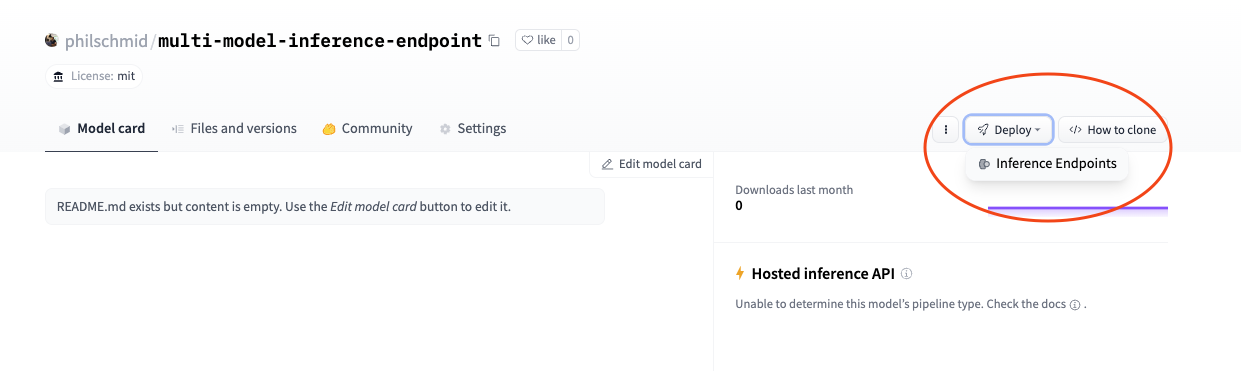 philschmid/multi-model-inference-endpoint like 0
License: mit
Model card Files and versions Community Settings Deploy How to clone
Inference Endpoints
Edit model card
README.md exists but content is empty. Use the Edit model card button to edit it.
Downloads last month
0
Hosted inference API
Unable to determine this model's pipeline type. Check the docs .